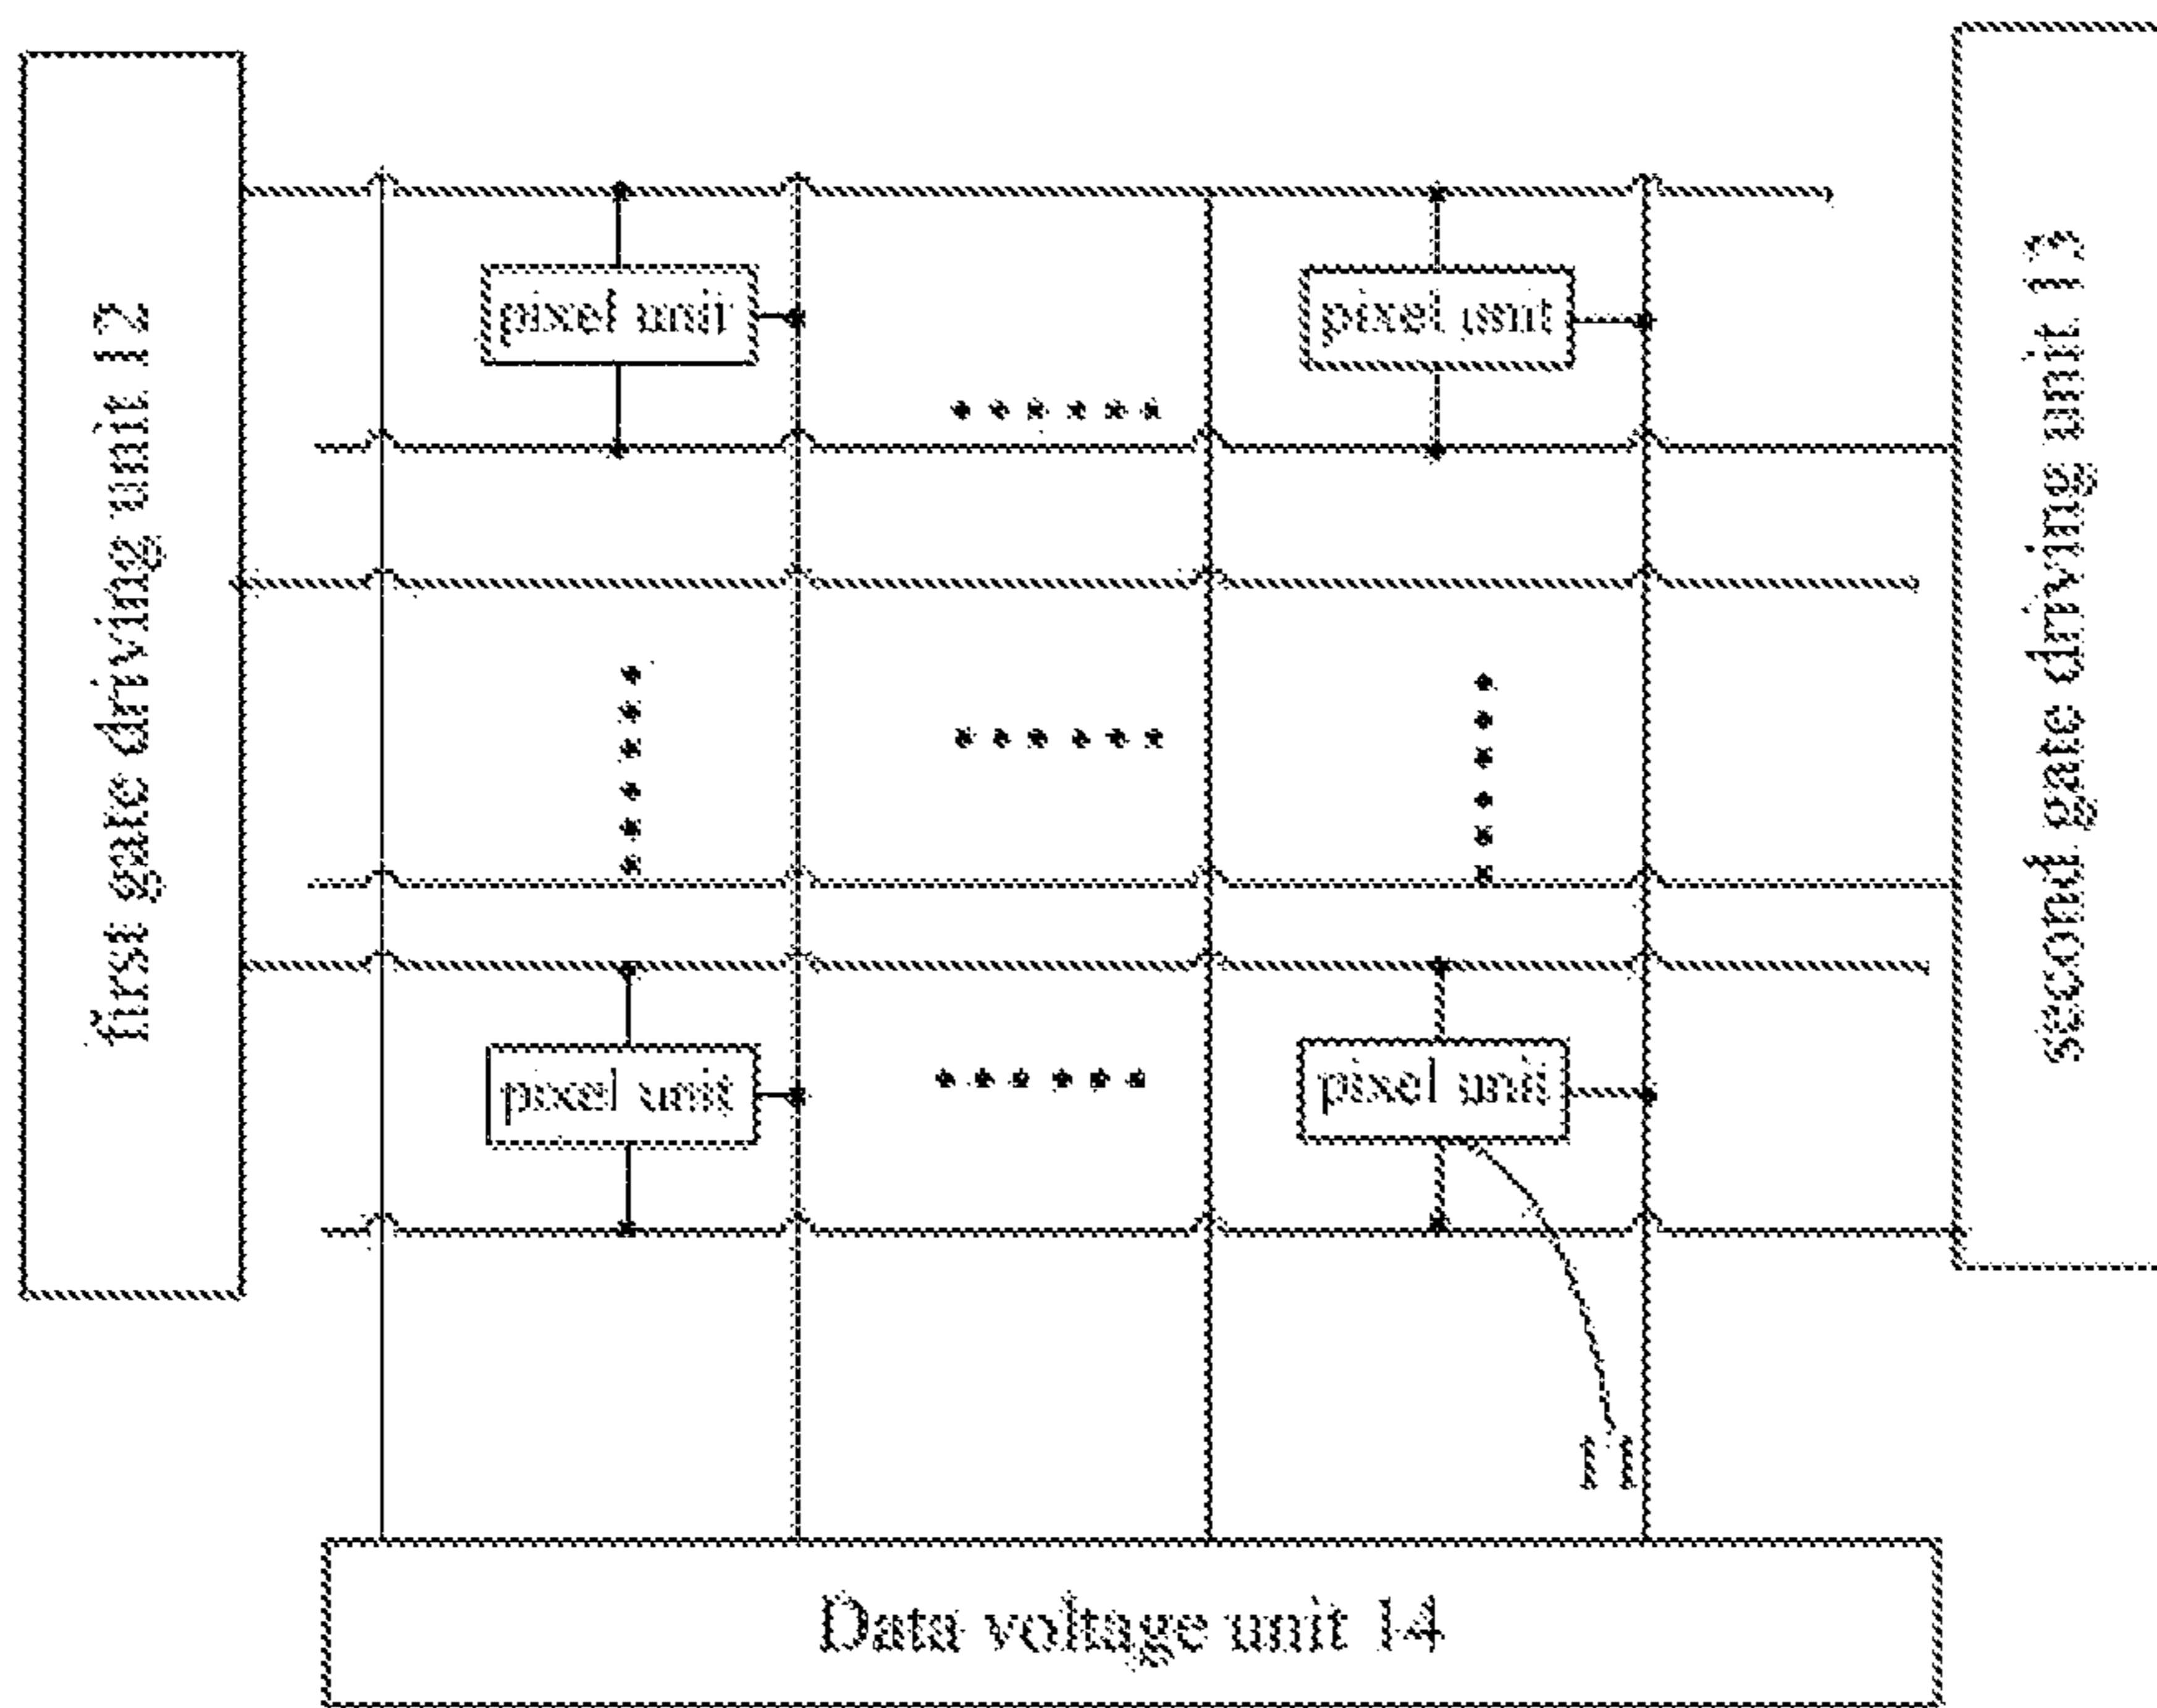 first gate driving unit 12
pixel unit
pixel unit
second gate driving unit 13
pixel unit
pixel unit
11
Data voltage unit 14